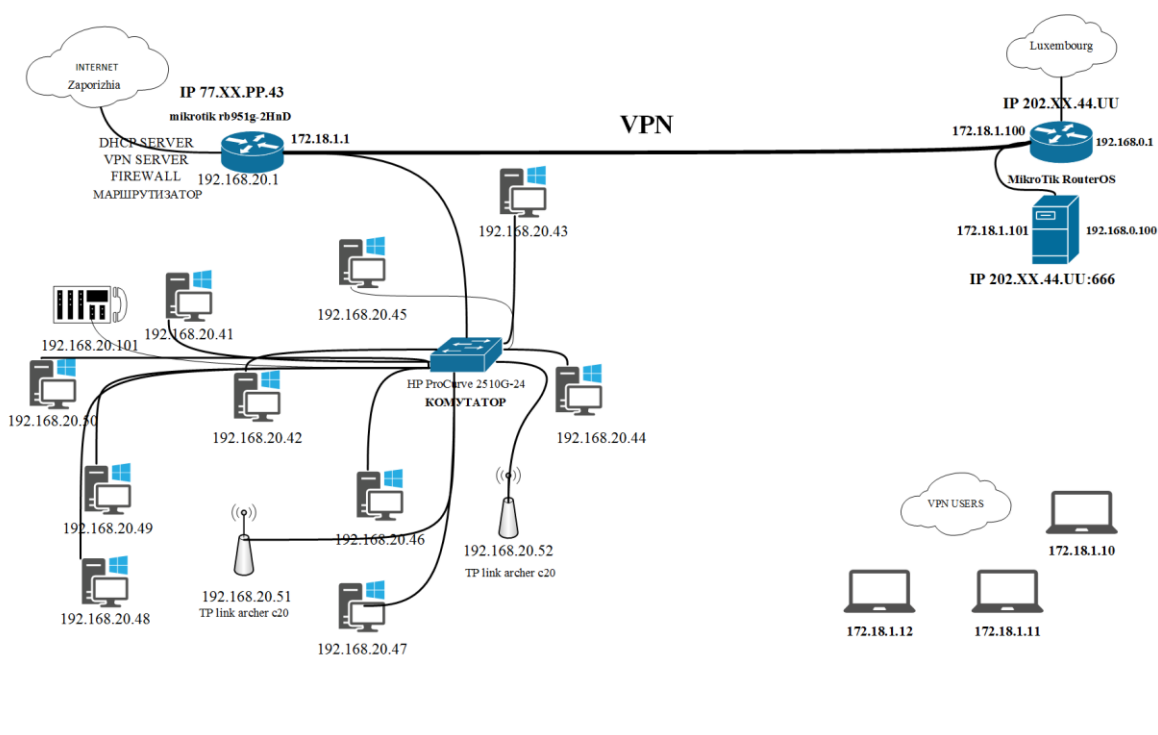 INTERNET
Zaporizhia
IP 77.XX.PP.43
mikrotik rb951g-2HnD
172.18.1.1
DHCP SERVER
VPN SERVER
FIREWALL
МАРШРУТИЗАТОР
192.168.20.1
VPN
Luxembourg
IP 202.XX.44.UU
172.18.1.100
192.168.0.1
MikroTik RouterOS
172.18.1.101
192.168.0.100
IP 202.XX.44.UU:666
192.168.20.43
192.168.20.45
192.168.20.41
192.168.20.101
HP ProCurve 2510G-24
КОМУТАТОР
192.168.20.50
192.168.20.42
192.168.20.44
192.168.20.49
192.168.20.46
192.168.20.52
TP link archer c20
192.168.20.51
TP link archer c20
192.168.20.48
192.168.20.47
VPN USERS
172.18.1.10
172.18.1.12
172.18.1.11